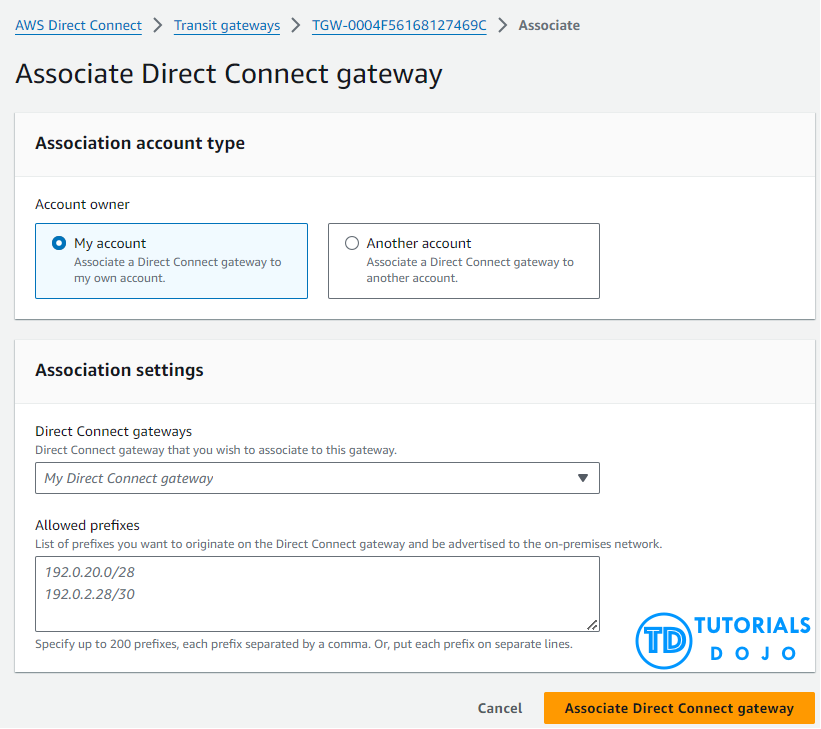 AWS Direct Connect > Transit gateways > TGW-0004F56168127469C > Associate
Associate Direct Connect gateway
Association account type
Account owner
My account
Associate a Direct Connect gateway to
my own account.
Another account
Associate a Direct Connect gateway to
another account.
Association settings
Direct Connect gateways
Direct Connect gateway that you wish to associate to this gateway.
My Direct Connect gateway
Allowed prefixes
List of prefixes you want to originate on the Direct Connect gateway and be advertised to the on-premises network.
192.0.20.0/28
192.0.2.28/30
Specify up to 200 prefixes, each prefix separated by a comma. Or, put each prefix on separate lines.
TD
TUTORIALS
DOJO
Cancel
Associate Direct Connect gateway